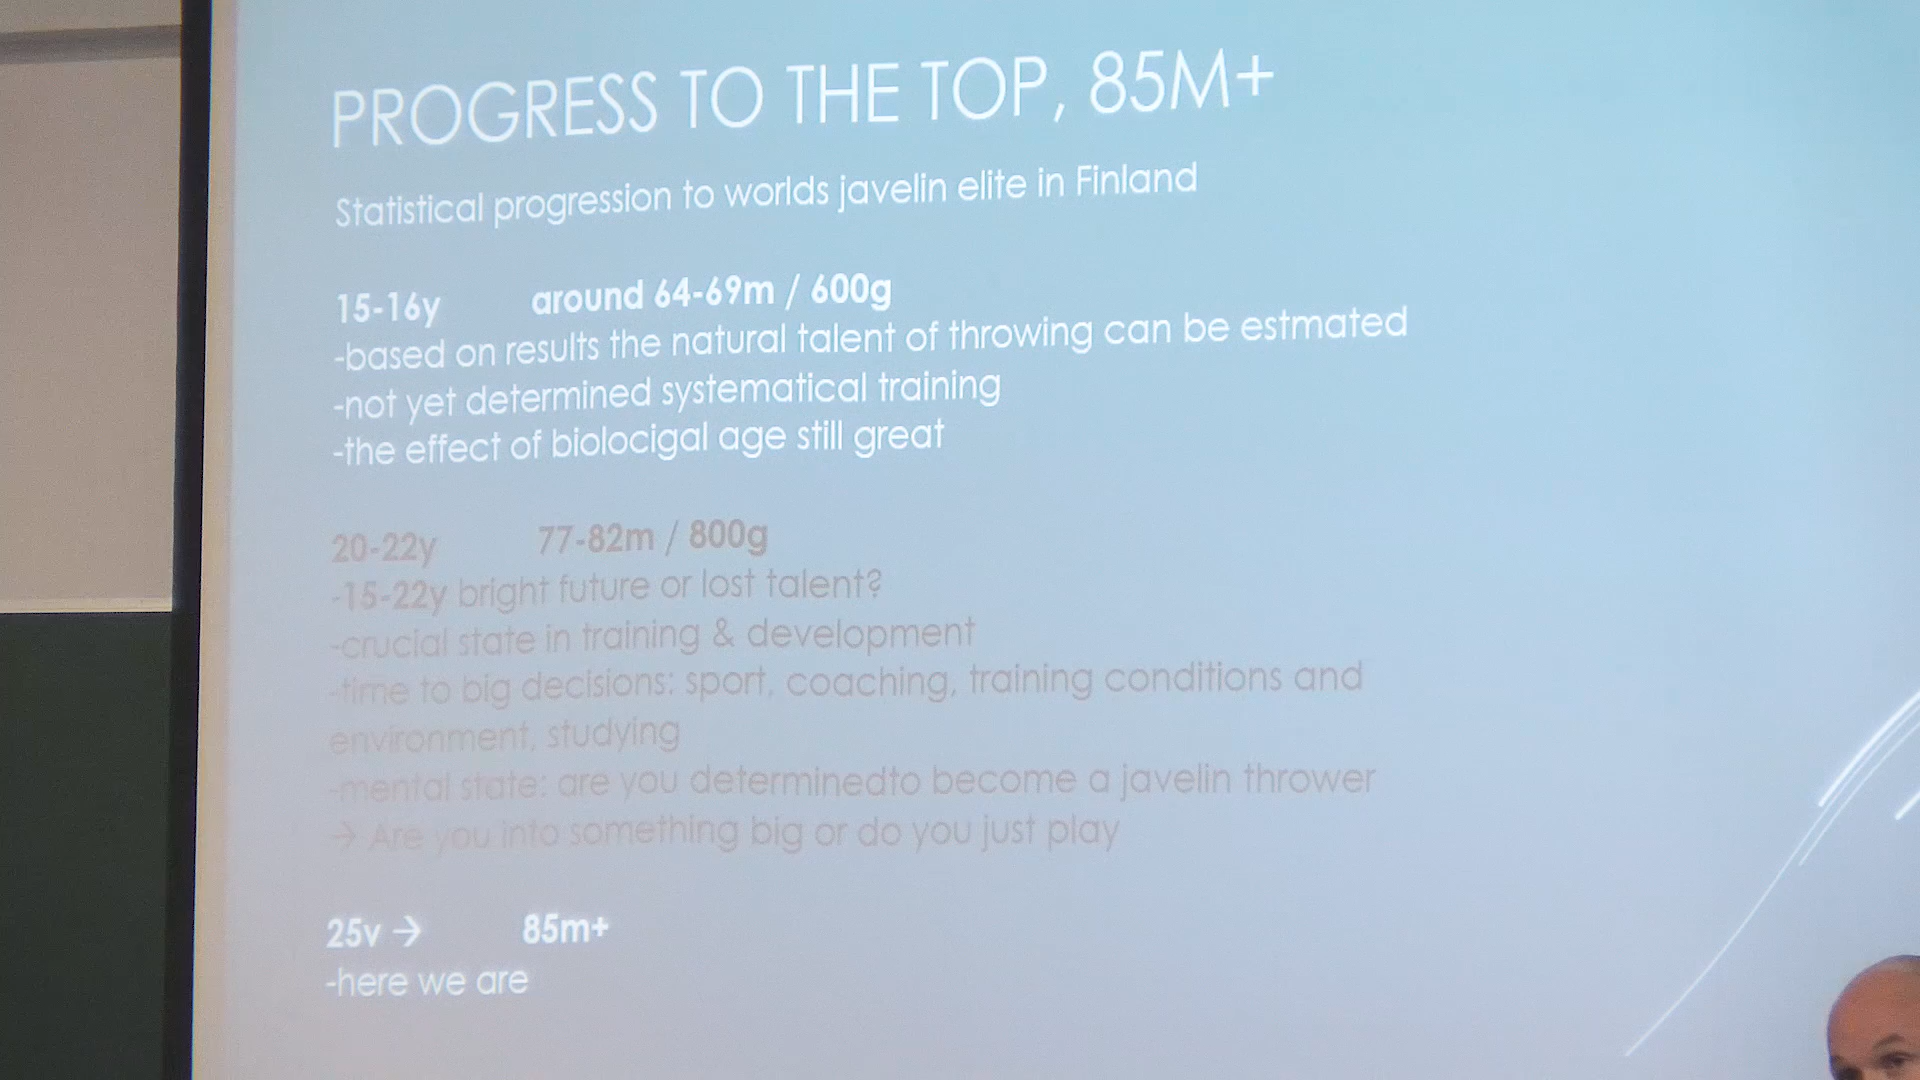 PROGRESS TO THE TOP, 85M+
Statistical progression to worlds javelin elite in Finland
15-16y around 64-69m / 600g
-based on results the natural talent of throwing can be estmated
-not yet determined systematical training
-the effect of biolocigal age still great
20-22y 77-82m / 800g
-15-22y bright future or lost talent?
-crucial state in training & development
-time to big decisions: sport, coaching, training conditions and
environment, studying
-mental state: are you determinedto become a javelin thrower
→ Are you into something big or do you just play
25v → 85m+
-here we are